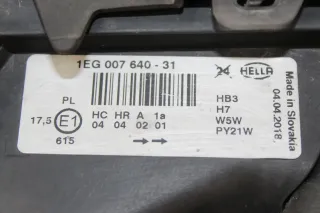 1EG 007 640 - 31
HELLA
PL
17,5 E1
615
HC HR A 1a
04 04 02 01
HB3
H7
W5W
PY21W
Made in Slovakia
04.04.2018.